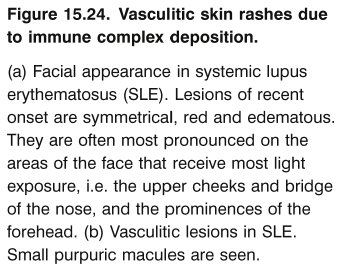 Figure 15.24. Vasculitic skin rashes due
to immune complex deposition.
(a) Facial appearance in systemic lupus
erythematosus (SLE). Lesions of recent
onset are symmetrical, red and edematous.
They are often most pronounced on the
areas of the face that receive most light
exposure, i.e. the upper cheeks and bridge
of the nose, and the prominences of the
forehead. (b) Vasculitic lesions in SLE.
Small purpuric macules are seen.